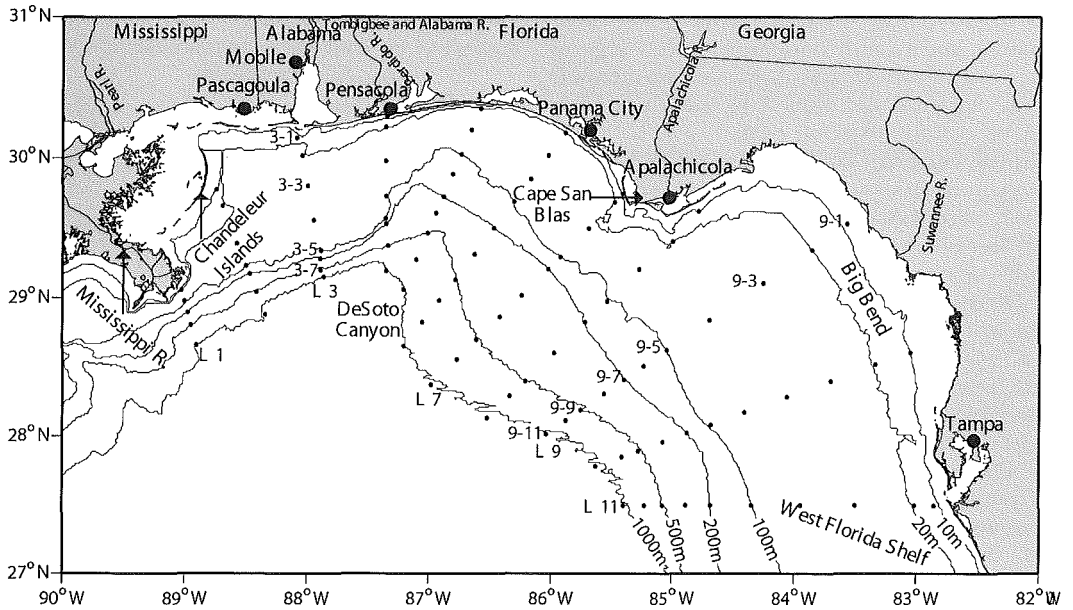 31°N
Mississippi
Alabama
Tombigbee and Alabama R.
Florida
Georgia
Mobile
Pearl R.
Perdido R.
Apalachicola
Pascagoula
Pensacola
Panama City
3-1
30°N
Apalachicola
3-3
Cape San
Blas
Suwannee R.
Chandeleur
Islands
9-1
3-5
3-7
Big Bend
9-3
L 3
29°N
Mississippi R.
DeSoto
Canyon
L 1
9-5
9-7
L 7
9-9
28°N
9-11
L 9
Tampa
L 11
1000m
500m
200m
100m
West Florida Shelf
20m
10m
27°N
90°W
89°W
88°W
87°W
86°W
85°W
84°W
83°W
82°W